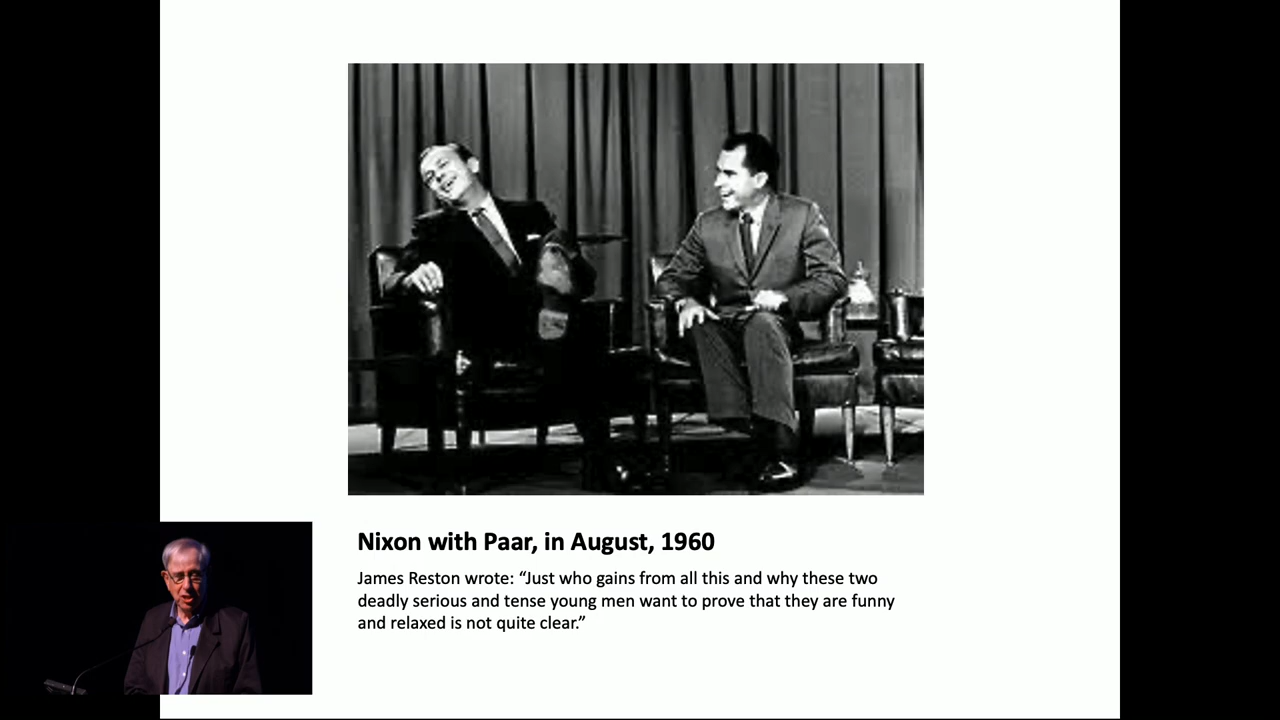 Nixon with Paar, in August, 1960
James Reston wrote: “Just who gains from all this and why these two
deadly serious and tense young men want to prove that they are funny
and relaxed is not quite clear.”